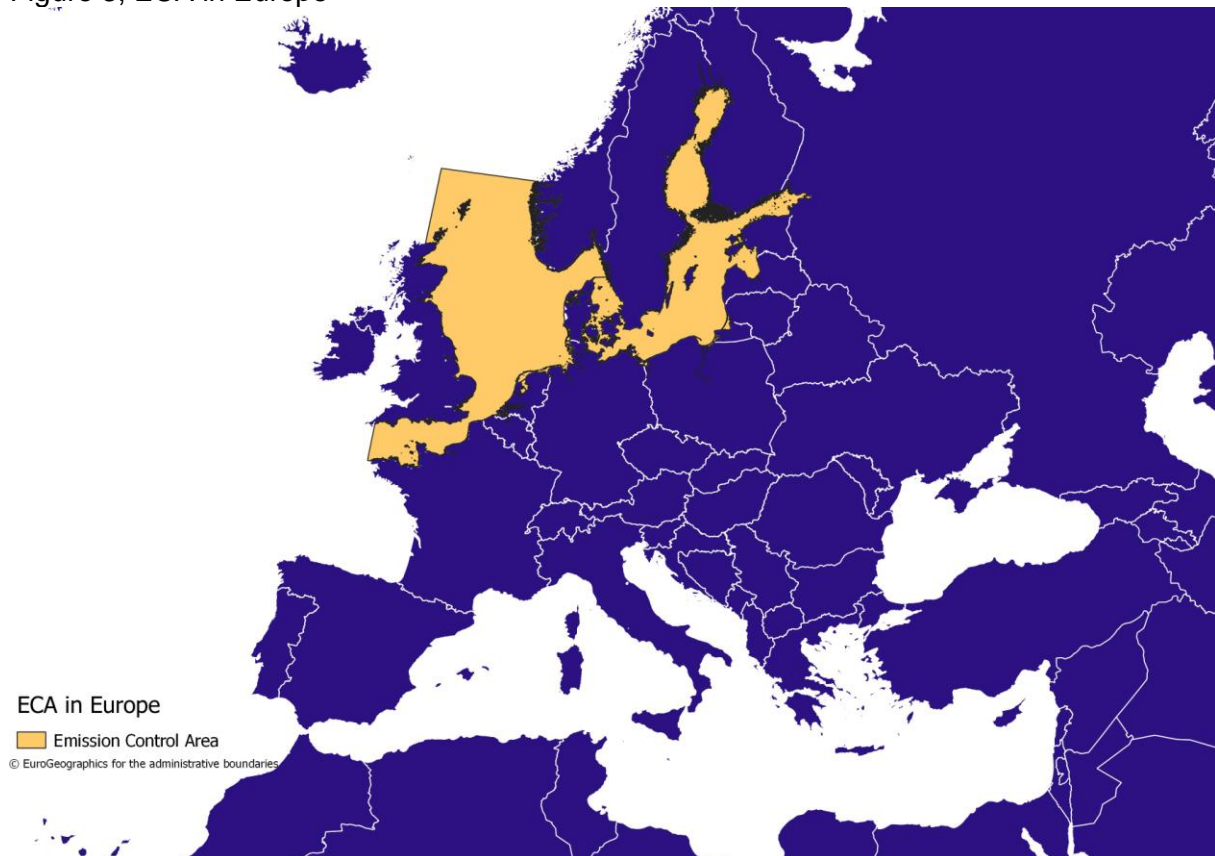 ECA in Europe
Emission Control Area
© EuroGeographics for the administrative boundaries